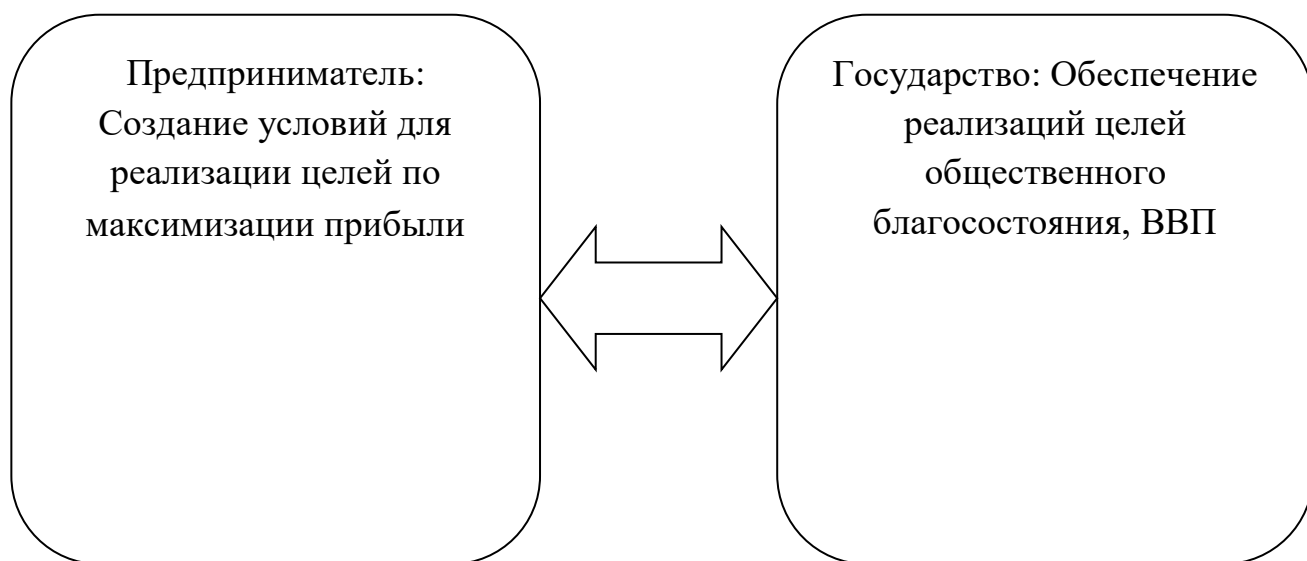 Предприниматель:
Создание условий для
реализации целей по
максимизации прибыли
Государство: Обеспечение
реализаций целей
общественного
благосостояния, ВВП